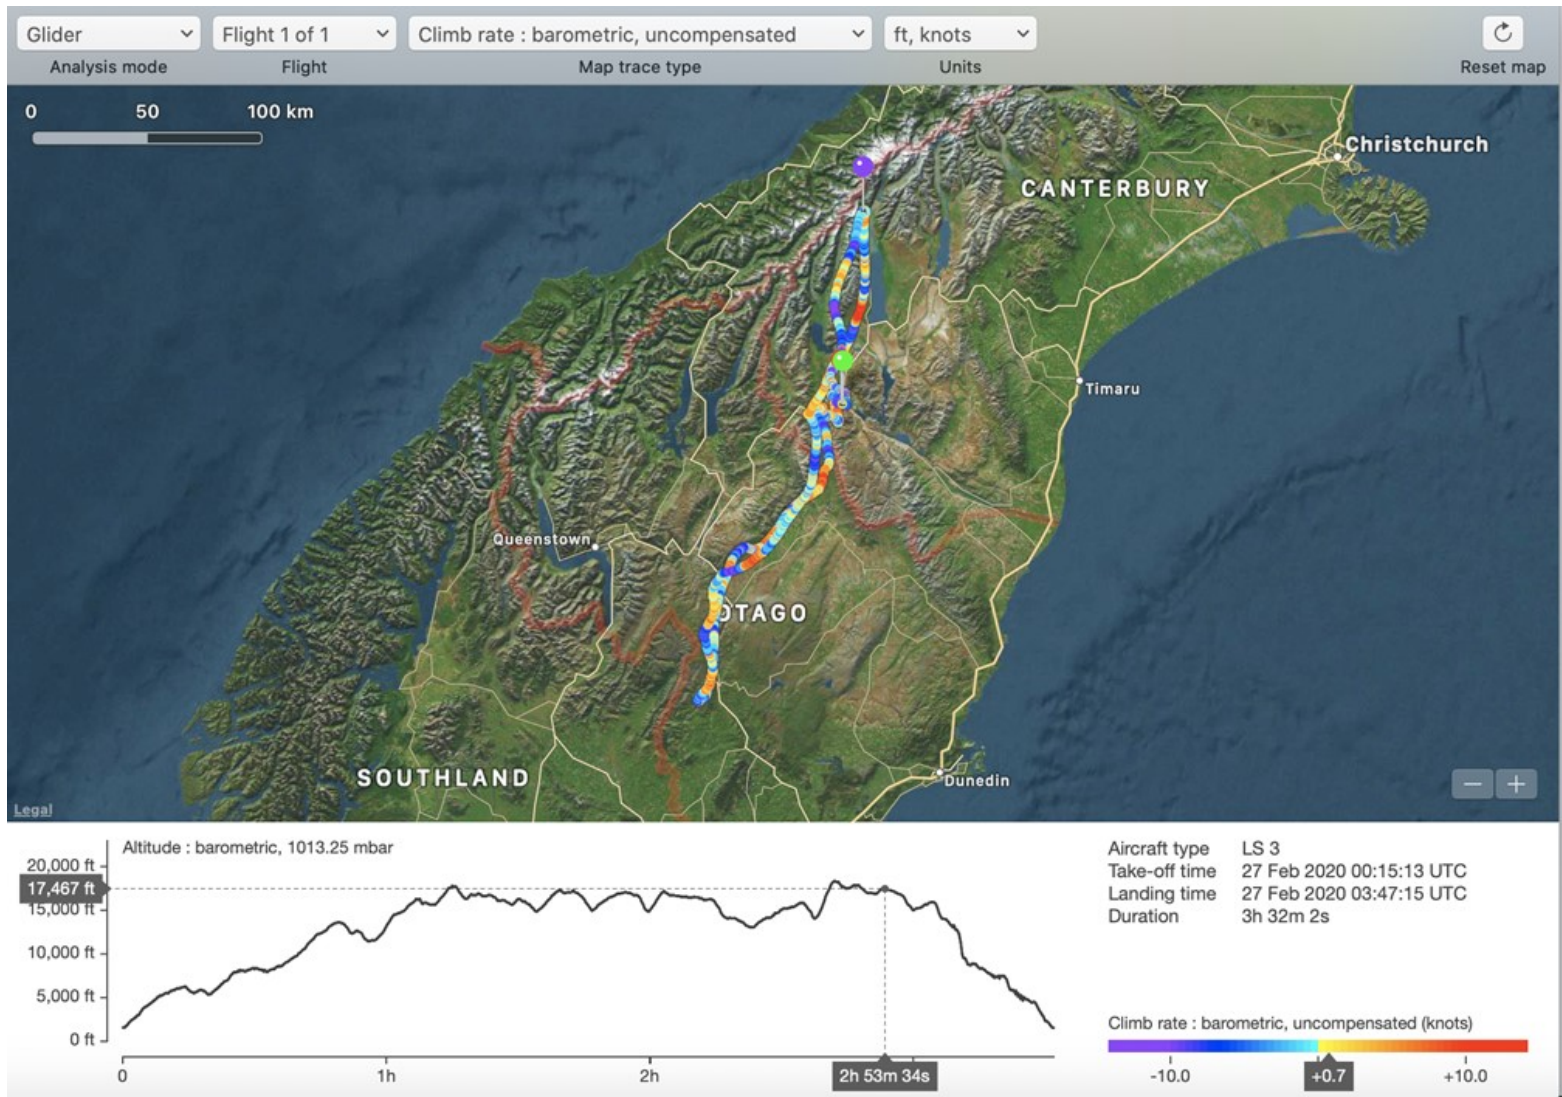 Glider Flight 1 of 1 Climb rate : barometric, uncompensated ft, knots
Analysis mode Flight Map trace type Units Reset map
0 50 100 km
Christchurch
CANTERBURY
Timaru
Queenstown
OTAGO
SOUTHLAND
Dunedin
Legal
Altitude : barometric, 1013.25 mbar
20,000 ft
17,467 ft
15,000 ft
10,000 ft
5,000 ft
0 ft
0 1h 2h 2h 53m 34s
Aircraft type LS 3
Take-off time 27 Feb 2020 00:15:13 UTC
Landing time 27 Feb 2020 03:47:15 UTC
Duration 3h 32m 2s
Climb rate : barometric, uncompensated (knots)
-10.0 +0.7 +10.0